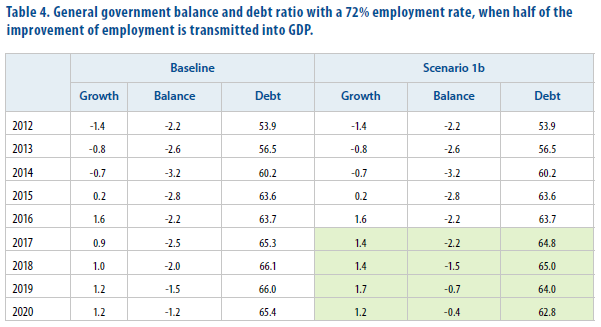 Table 4. General government balance and debt ratio with a 72% employment rate, when half of the
improvement of employment is transmitted into GDP.
Baseline Scenario 1b
Growth Balance Debt Growth Balance Debt
2012 -1.4 -2.2 53.9 -1.4 -2.2 53.9
2013 -0.8 -2.6 56.5 -0.8 -2.6 56.5
2014 -0.7 -3.2 60.2 -0.7 -3.2 60.2
2015 0.2 -2.8 63.6 0.2 -2.8 63.6
2016 1.6 -2.2 63.7 1.6 -2.2 63.7
2017 0.9 -2.5 65.3 1.4 -2.2 64.8
2018 1.0 -2.0 66.1 1.4 -1.5 65.0
2019 1.2 -1.5 66.0 1.7 -0.7 64.0
2020 1.2 -1.2 65.4 1.2 -0.4 62.8